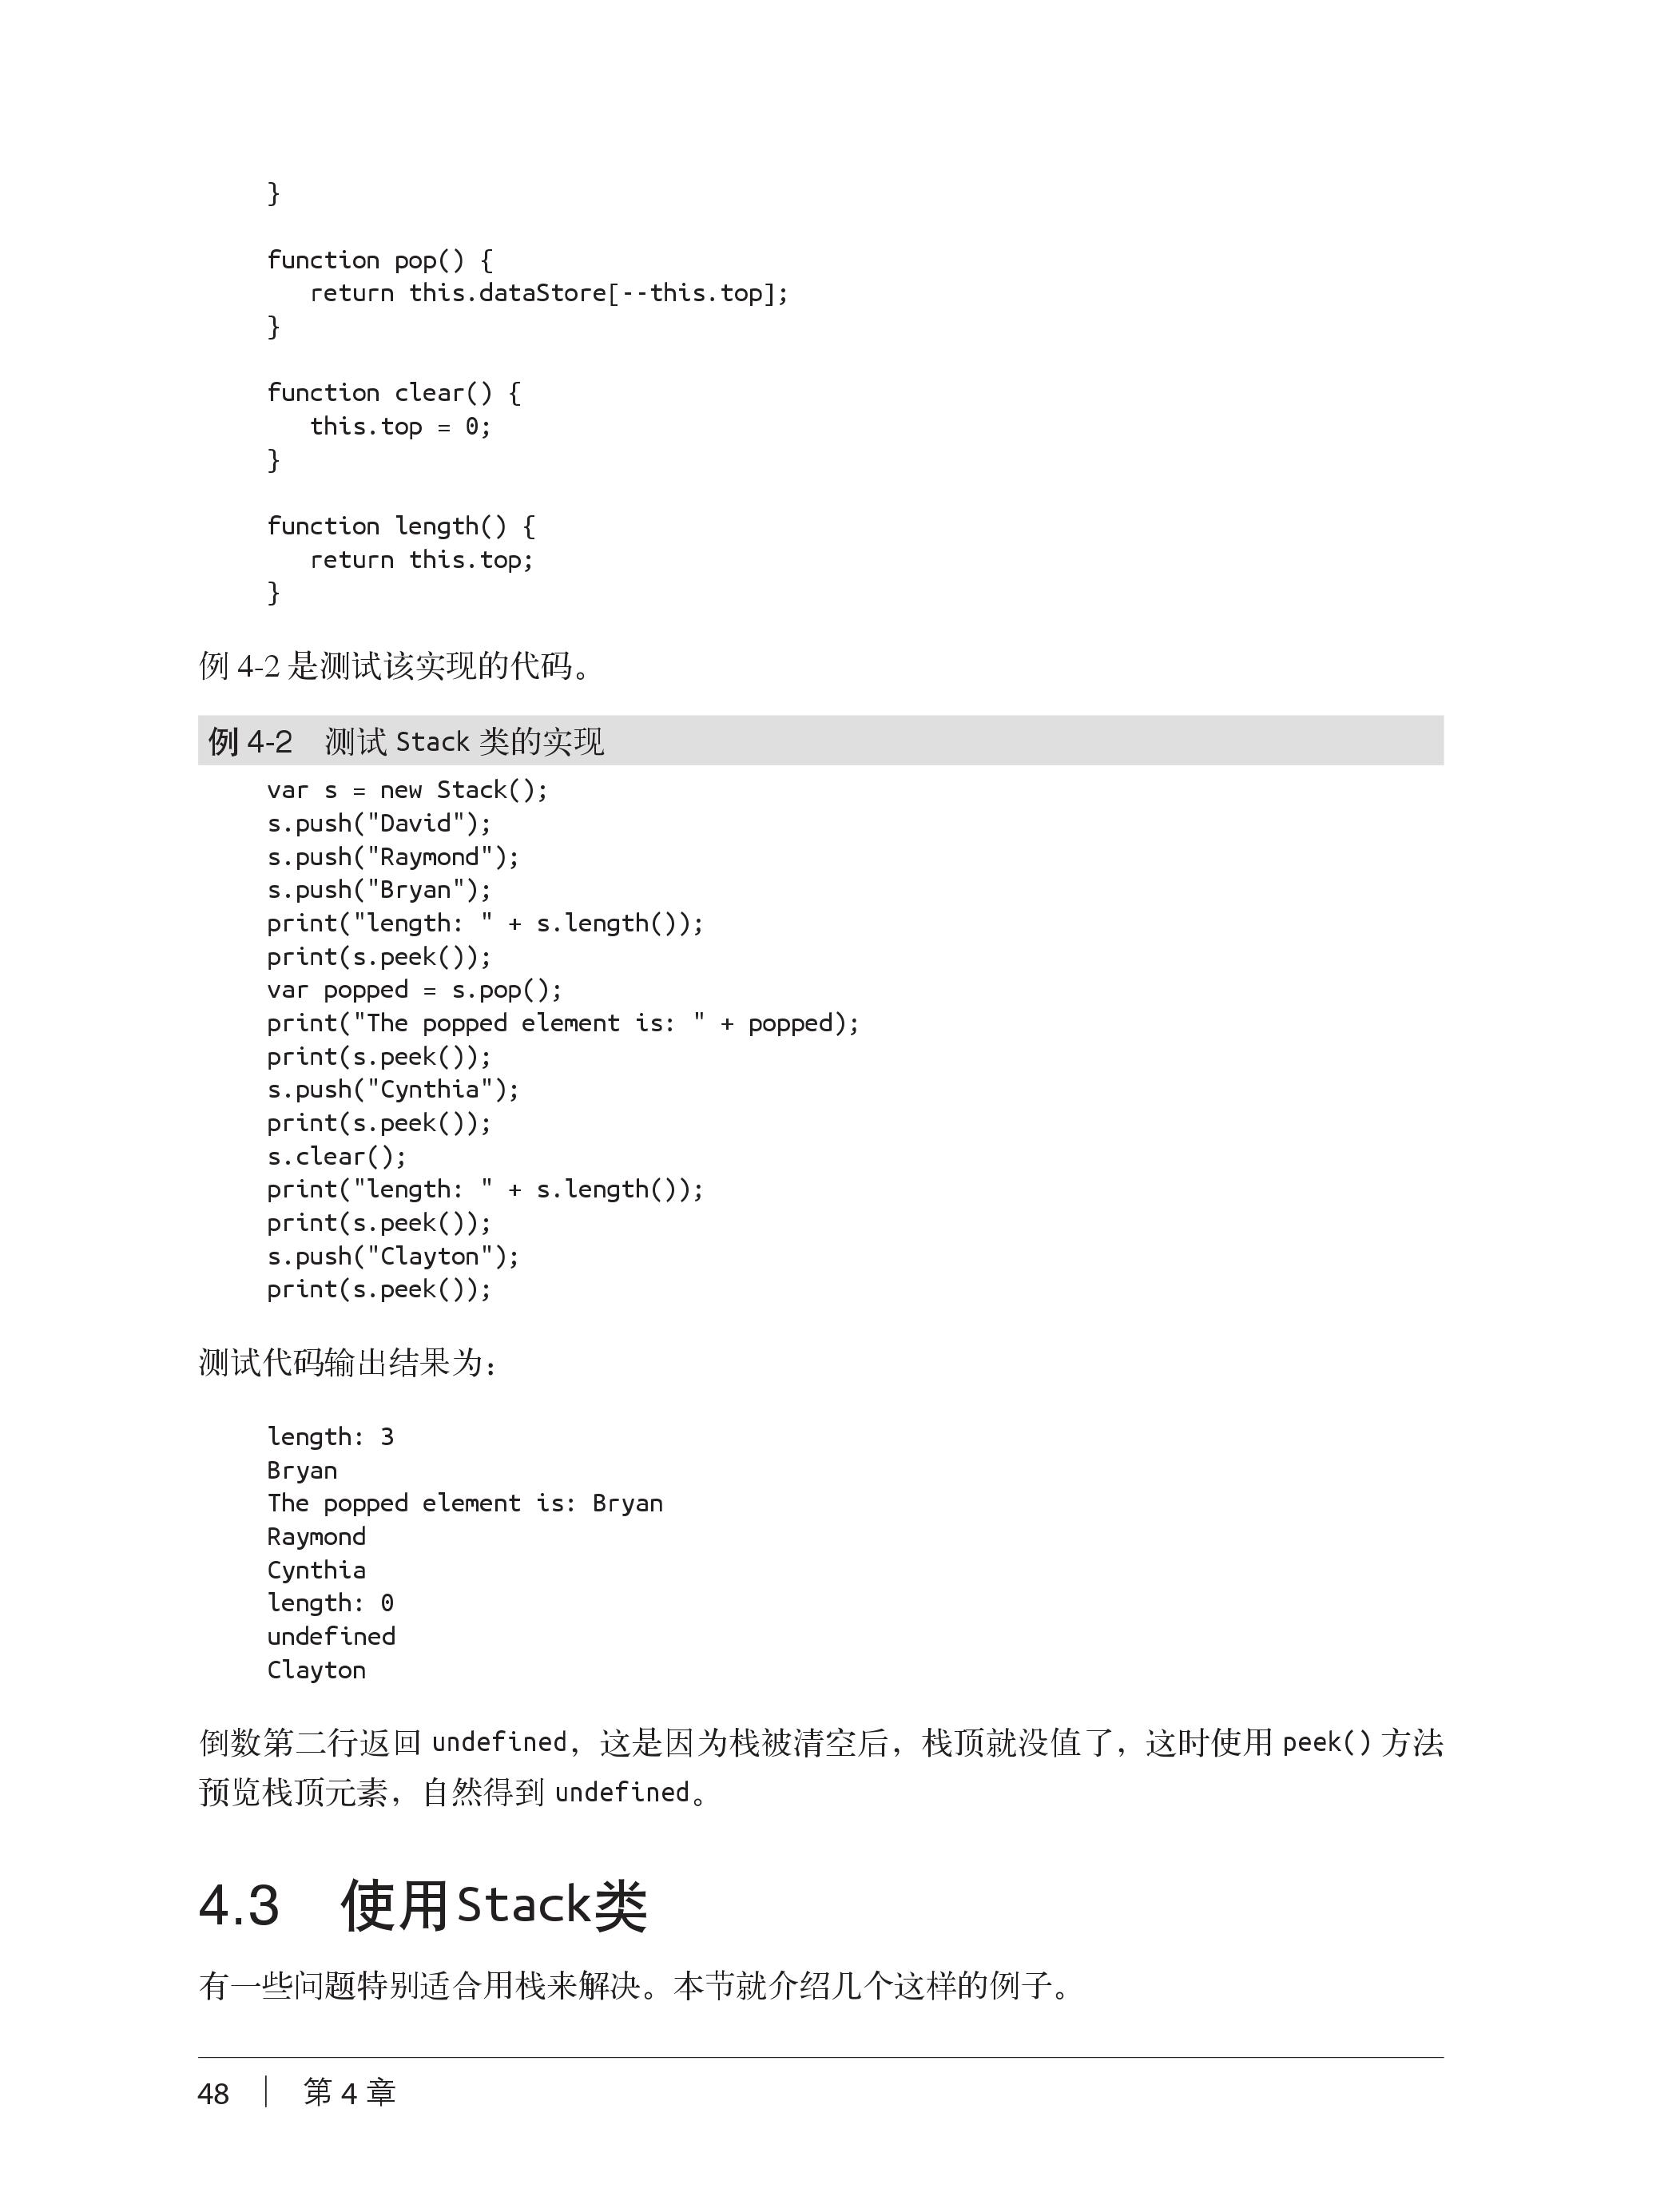 }
function pop() {
   return this.dataStore[--this.top];
}
function clear() {
   this.top = 0;
}
function length() {
   return this.top;
}
例 4-2 是测试该实现的代码。
例 4-2　测试 Stack 类的实现
var s = new Stack();
s.push("David");
s.push("Raymond");
s.push("Bryan");
print("length: " + s.length());
print(s.peek());
var popped = s.pop();
print("The popped element is: " + popped);
print(s.peek());
s.push("Cynthia");
print(s.peek());
s.clear();
print("length: " + s.length());
print(s.peek());
s.push("Clayton");
print(s.peek());
测试代码输出结果为：
length: 3
Bryan
The popped element is: Bryan
Raymond
Cynthia
length: 0
undefined
Clayton
倒数第二行返回 undefined，这是因为栈被清空后，栈顶就没值了，这时使用 peek() 方法
预览栈顶元素，自然得到 undefined。
4.3　使用Stack类
有一些问题特别适合用栈来解决。本节就介绍几个这样的例子。
48 ｜ 第 4 章